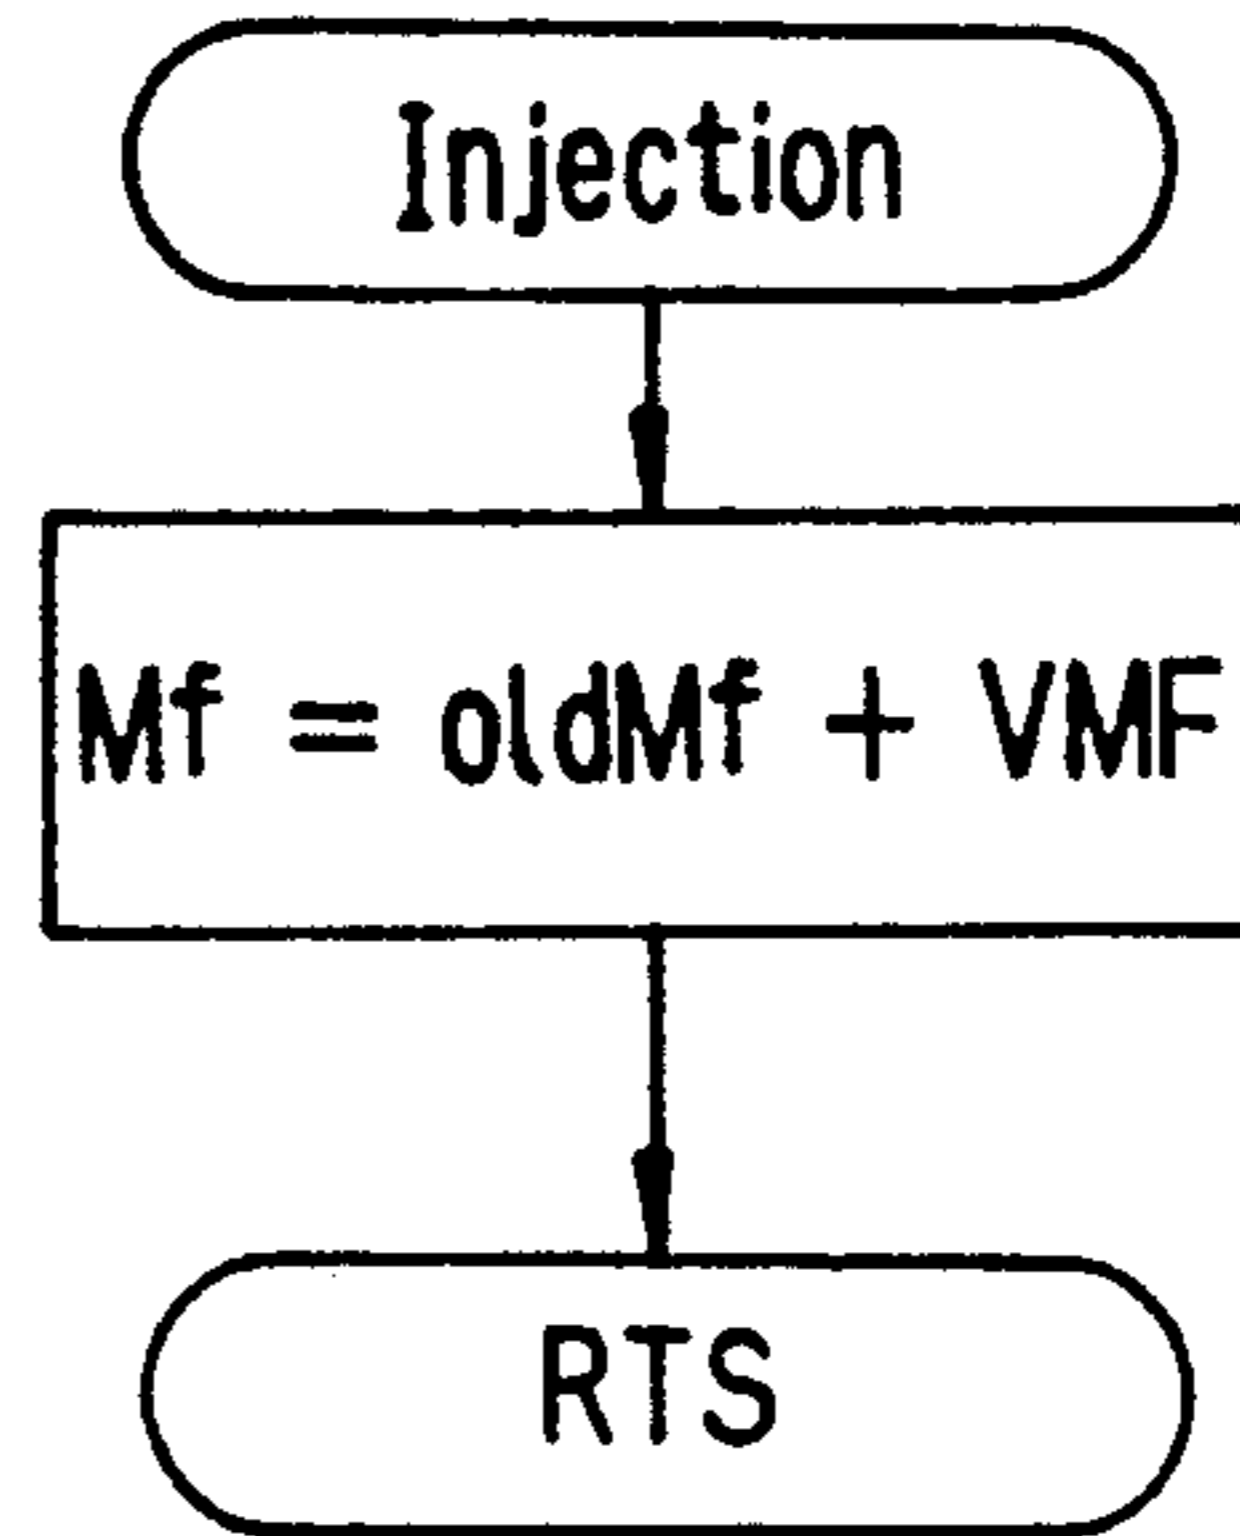 Injection
Mf = oldMf + VMF
RTS